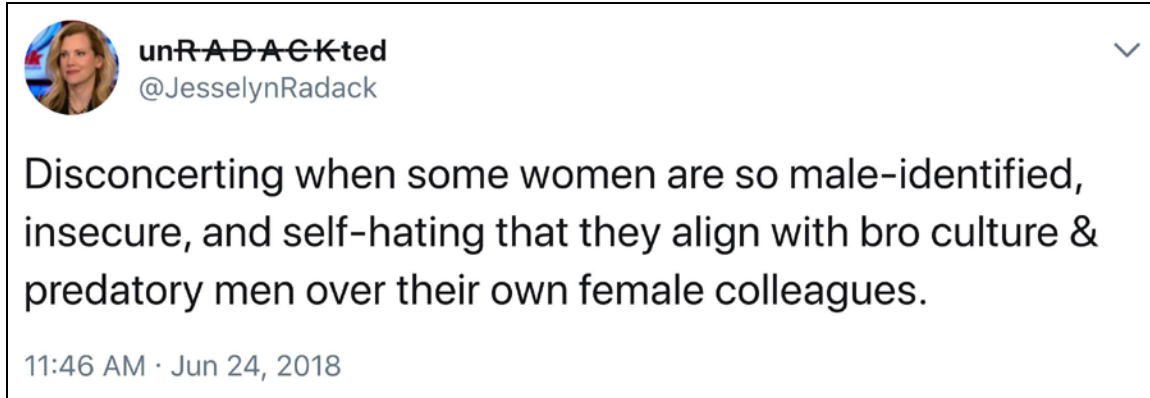 unRADACKted
@JesselynRadack
Disconcerting when some women are so male-identified,
insecure, and self-hating that they align with bro culture &
predatory men over their own female colleagues.
11:46 AM · Jun 24, 2018